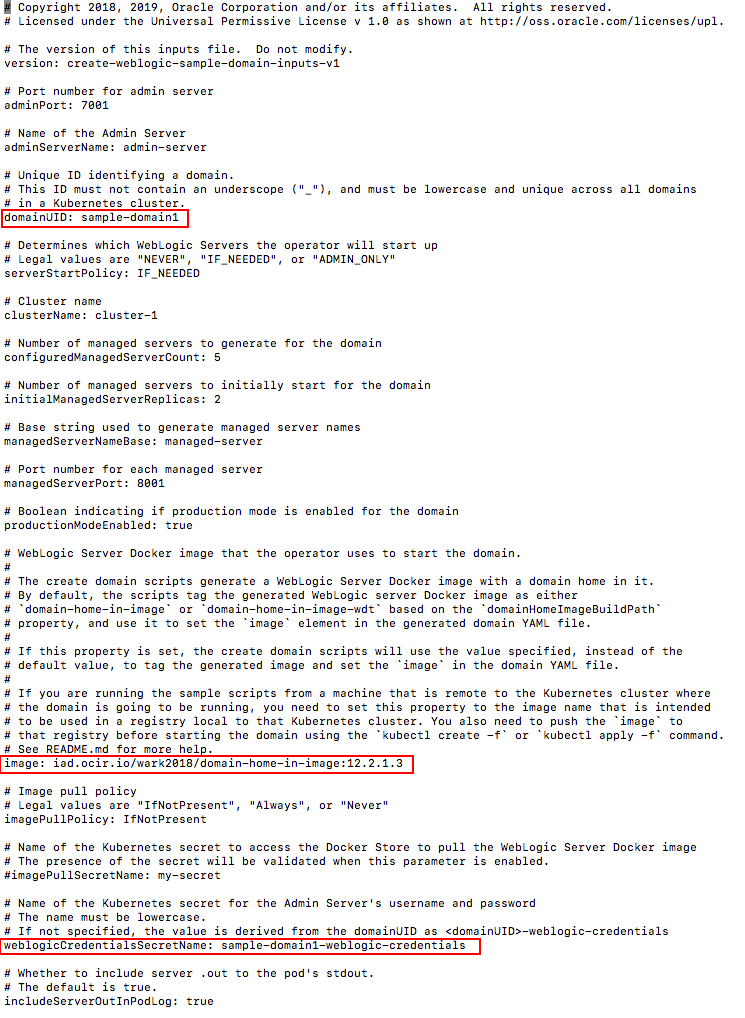 # Copyright 2018, 2019, Oracle Corporation and/or its affiliates.  All rights reserved.
# Licensed under the Universal Permissive License v 1.0 as shown at http://oss.oracle.com/licenses/upl.
# The version of this inputs file.  Do not modify.
version: create-weblogic-sample-domain-inputs-v1
# Port number for admin server
adminPort: 7001
# Name of the Admin Server
adminServerName: admin-server
# Unique ID identifying a domain.
# This ID must not contain an underscope ("_"), and must be lowercase and unique across all domains
# in a Kubernetes cluster.
domainUID: sample-domain1
# Determines which WebLogic Servers the operator will start up
# Legal values are "NEVER", "IF_NEEDED", or "ADMIN_ONLY"
serverStartPolicy: IF_NEEDED
# Cluster name
clusterName: cluster-1
# Number of managed servers to generate for the domain
configuredManagedServerCount: 5
# Number of managed servers to initially start for the domain
initialManagedServerReplicas: 2
# Base string used to generate managed server names
managedServerNameBase: managed-server
# Port number for each managed server
managedServerPort: 8001
# Boolean indicating if production mode is enabled for the domain
productionModeEnabled: true
# WebLogic Server Docker image that the operator uses to start the domain.
#
# The create domain scripts generate a WebLogic Server Docker image with a domain home in it.
# By default, the scripts tag the generated WebLogic server Docker image as either
# `domain-home-in-image` or `domain-home-in-image-wdt` based on the `domainHomeImageBuildPath`
# property, and use it to set the `image` element in the generated domain YAML file.
#
# If this property is set, the create domain scripts will use the value specified, instead of the
# default value, to tag the generated image and set the `image` in the domain YAML file.
#
# If you are running the sample scripts from a machine that is remote to the Kubernetes cluster where
# the domain is going to be running, you need to set this property to the image name that is intended
# to be used in a registry local to that Kubernetes cluster. You also need to push the `image` to
# that registry before starting the domain using the `kubectl create -f` or `kubectl apply -f` command.
# See README.md for more help.
image: iad.ocir.io/wark2018/domain-home-in-image:12.2.1.3
# Image pull policy
# Legal values are "IfNotPresent", "Always", or "Never"
imagePullPolicy: IfNotPresent
# Name of the Kubernetes secret to access the Docker Store to pull the WebLogic Server Docker image
# The presence of the secret will be validated when this parameter is enabled.
#imagePullSecretName: my-secret
# Name of the Kubernetes secret for the Admin Server's username and password
# The name must be lowercase.
# If not specified, the value is derived from the domainUID as <domainUID>-weblogic-credentials
weblogicCredentialsSecretName: sample-domain1-weblogic-credentials
# Whether to include server .out to the pod's stdout.
# The default is true.
includeServerOutInPodLog: true